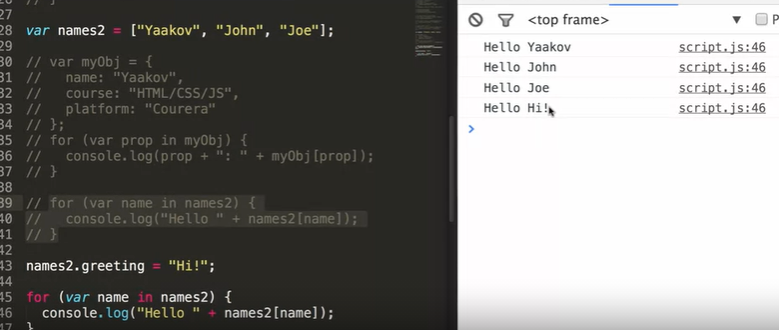 // }
27
28 var names2 = ["Yaakov", "John", "Joe"];
29
30 // var myObj = {
31 //   name: "Yaakov",
32 //   course: "HTML/CSS/JS",
33 //   platform: "Courera"
34 // };
35 // for (var prop in myObj) {
36 //   console.log(prop + ": " + myObj[prop]);
37 // }
38
39 // for (var name in names2) {
40 //   console.log("Hello " + names2[name]);
41 // }
42
43 names2.greeting = "Hi!";
44
45 for (var name in names2) {
46   console.log("Hello " + names2[name]);
47 }
<top frame>
Hello Yaakov script.js:46
Hello John script.js:46
Hello Joe script.js:46
Hello Hi! script.js:46
>